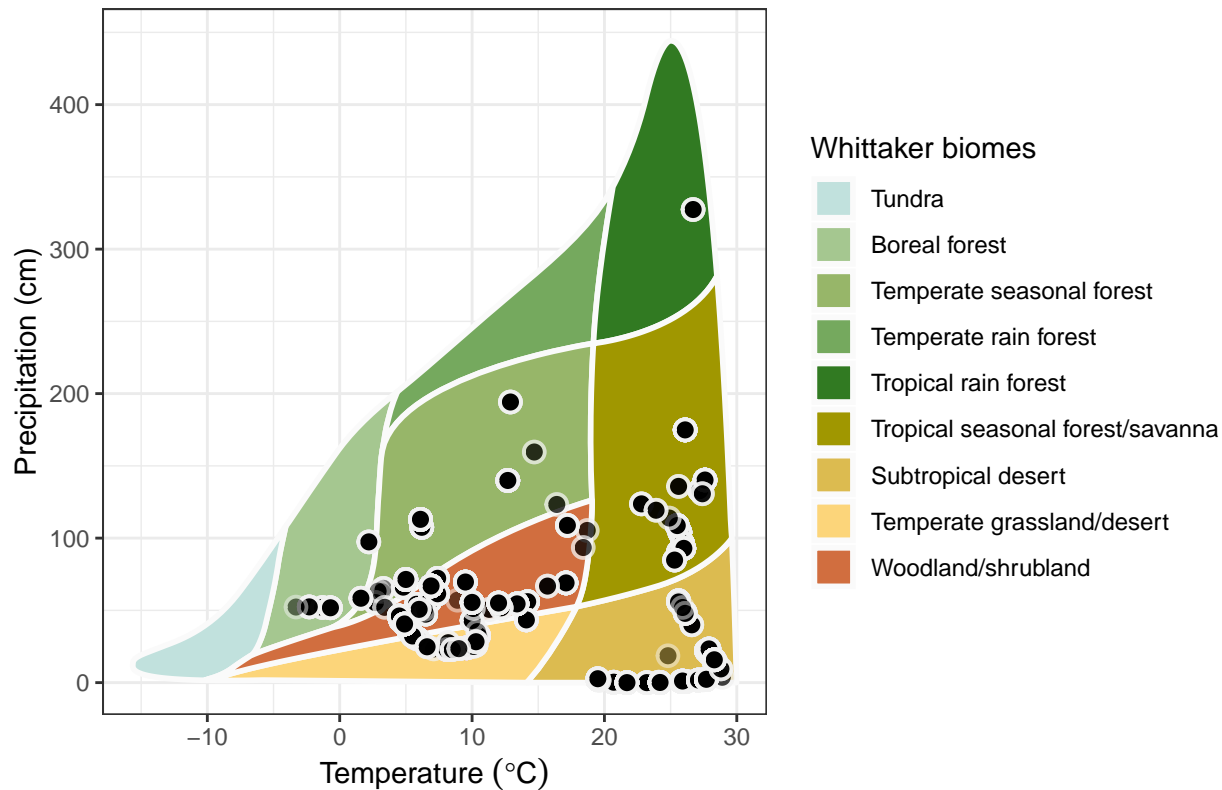 400
300
200
100
0
Precipitation (cm)
−10
0
10
20
30
Temperature (°C)
Whittaker biomes
Tundra
Boreal forest
Temperate seasonal forest
Temperate rain forest
Tropical rain forest
Tropical seasonal forest/savanna
Subtropical desert
Temperate grassland/desert
Woodland/shrubland